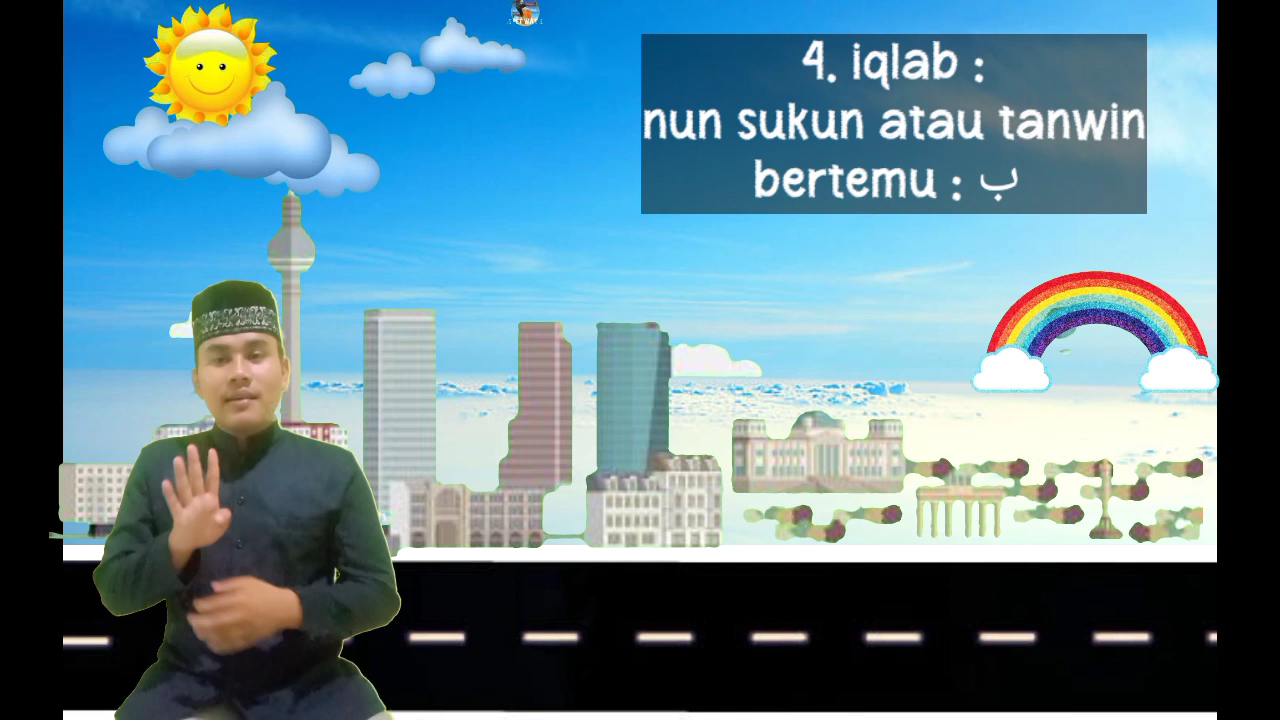 4. iqlab :
nun sukun atau tanwin
bertemu : ب